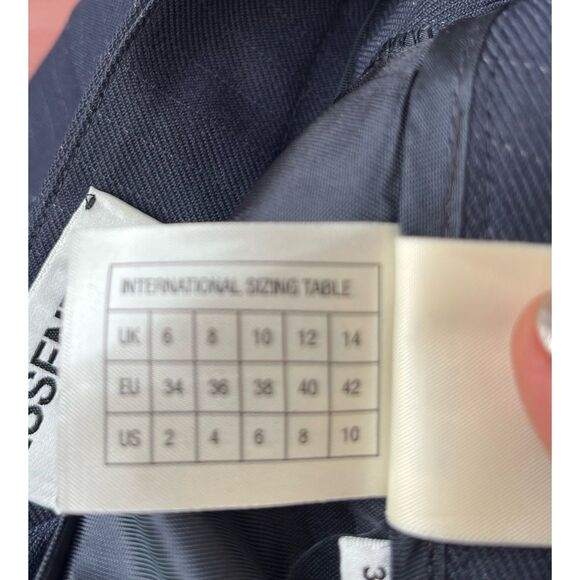 INTERNATIONAL SIZING TABLE
UK 6 8 10 12 14
EU 34 36 38 40 42
US 2 4 6 8 10
3